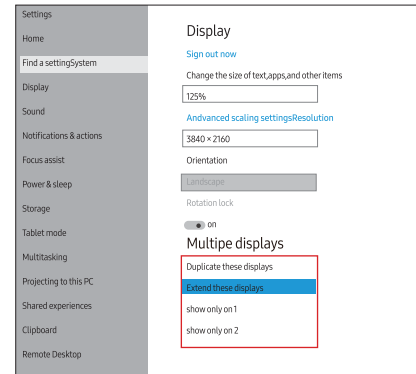 Settings
Home
Find a settingSystem
Display
Sound
Notifications & actions
Focus assist
Power & sleep
Storage
Tablet mode
Multitasking
Projecting to this PC
Shared experiences
Clipboard
Remote Desktop
Display
Sign out now
Change the size of text,apps,and other items
125%
Andvanced scaling settingsResolution
3840 × 2160
Orientation
Landscape
Rotation lock
on
Multipe displays
Duplicate these displays
Extend these displays
show only on 1
show only on 2